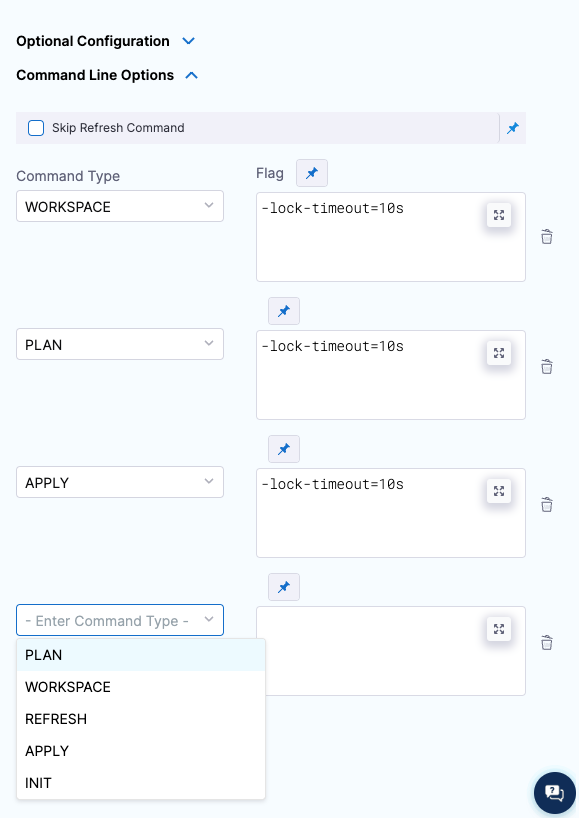 Optional Configuration
Command Line Options
Skip Refresh Command
Command Type
Flag
WORKSPACE
-lock-timeout=10s
PLAN
-lock-timeout=10s
APPLY
-lock-timeout=10s
- Enter Command Type -
PLAN
WORKSPACE
REFRESH
APPLY
INIT